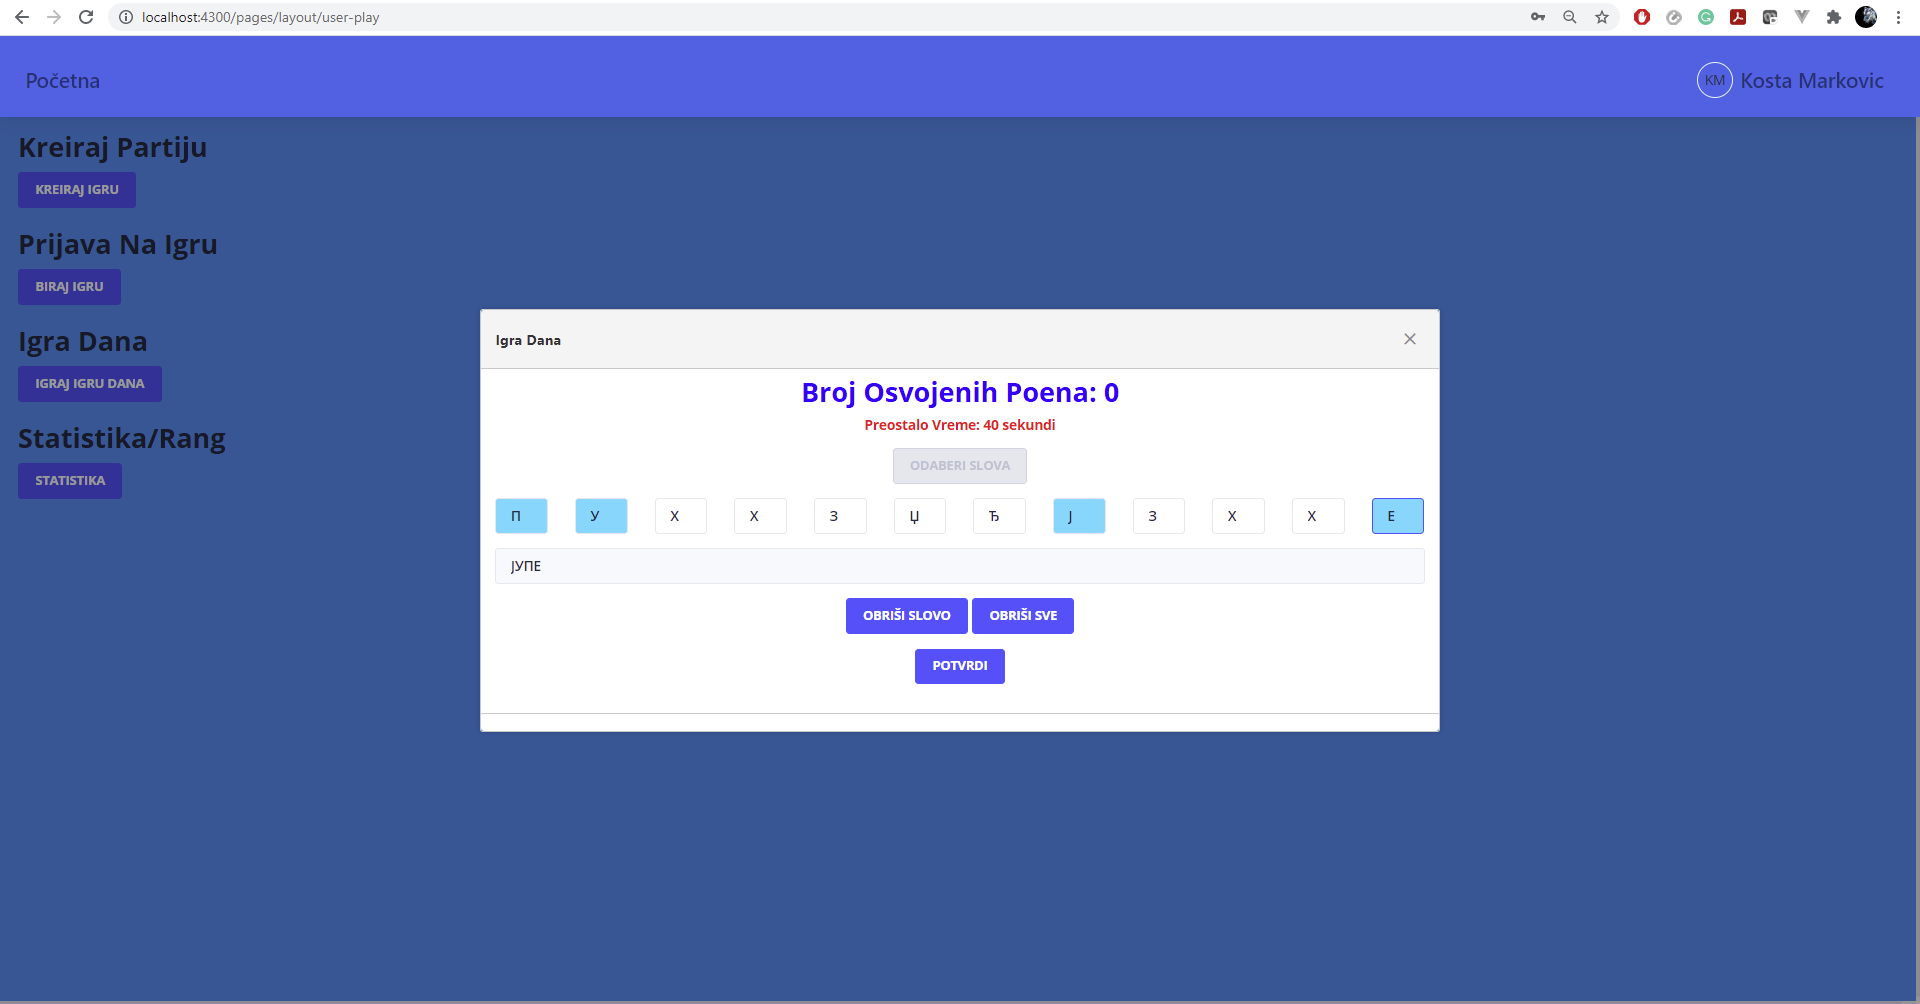 localhost:4300/pages/layout/user-play
Početna
KM Kosta Markovic
Kreiraj Partiju
KREIRAJ IGRU
Prijava Na Igru
BIRAJ IGRU
Igra Dana
IGRAJ IGRU DANA
Statistika/Rang
STATISTIKA
Igra Dana
Broj Osvojenih Poena: 0
Preostalo Vreme: 40 sekundi
ODABERI SLOVA
П У Х Х З Џ Ђ Ј З Х Х Е
ЈУПЕ
OBRIŠI SLOVO OBRIŠI SVE
POTVRDI